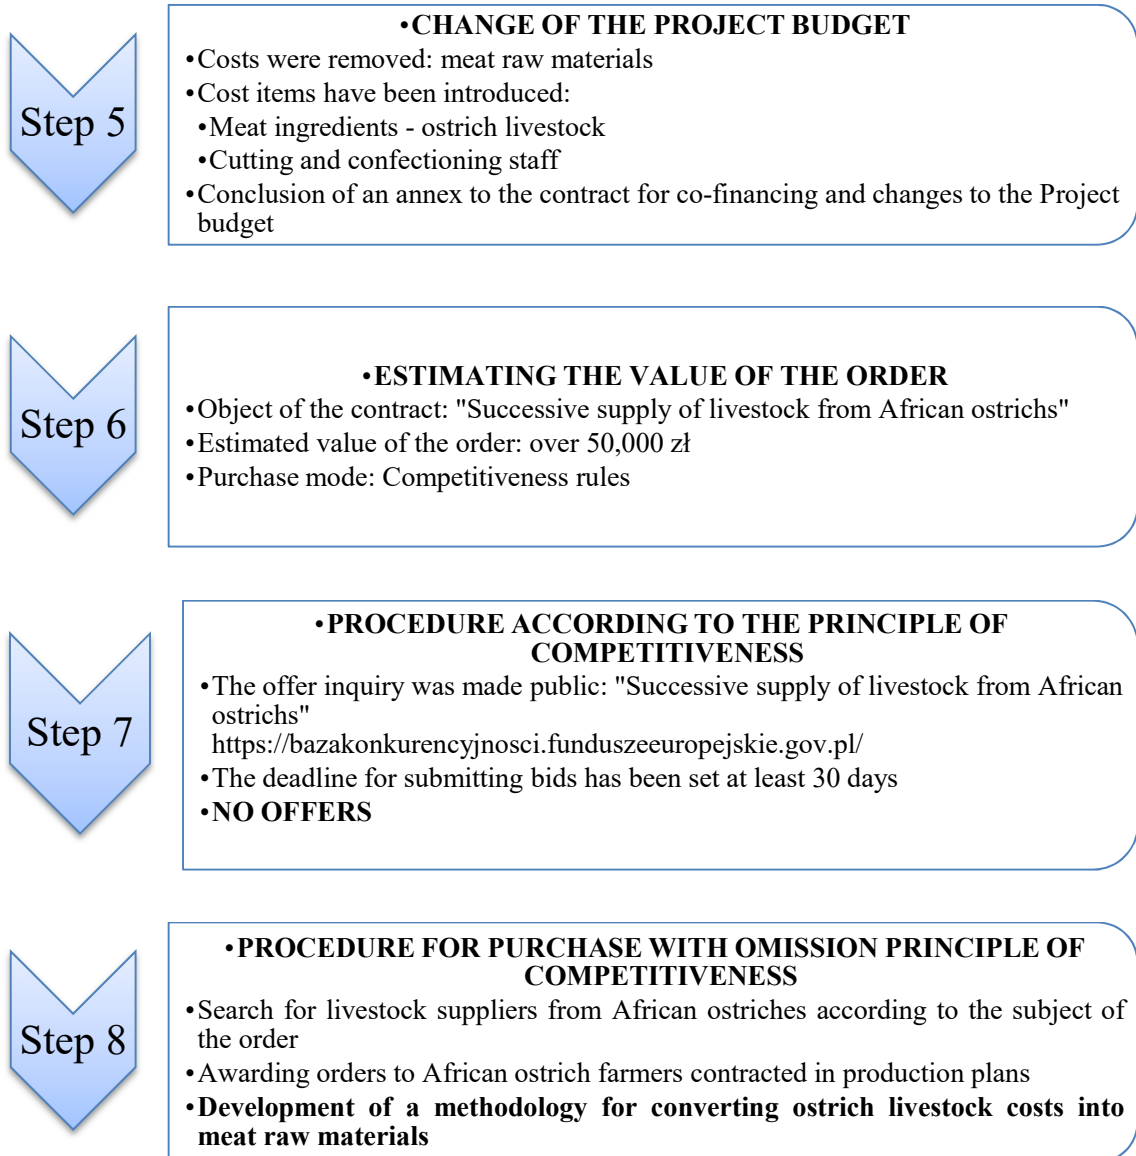 Step 5
•CHANGE OF THE PROJECT BUDGET
•Costs were removed: meat raw materials
•Cost items have been introduced:
•Meat ingredients - ostrich livestock
•Cutting and confectioning staff
•Conclusion of an annex to the contract for co-financing and changes to the Project
budget
Step 6
•ESTIMATING THE VALUE OF THE ORDER
•Object of the contract: "Successive supply of livestock from African ostrichs"
•Estimated value of the order: over 50,000 zł
•Purchase mode: Competitiveness rules
Step 7
•PROCEDURE ACCORDING TO THE PRINCIPLE OF
COMPETITIVENESS
•The offer inquiry was made public: "Successive supply of livestock from African
ostrichs"
https://bazakonkurencyjnosci.funduszeeuropejskie.gov.pl/
•The deadline for submitting bids has been set at least 30 days
•NO OFFERS
Step 8
•PROCEDURE FOR PURCHASE WITH OMISSION PRINCIPLE OF
COMPETITIVENESS
•Search for livestock suppliers from African ostriches according to the subject of
the order
•Awarding orders to African ostrich farmers contracted in production plans
•Development of a methodology for converting ostrich livestock costs into
meat raw materials